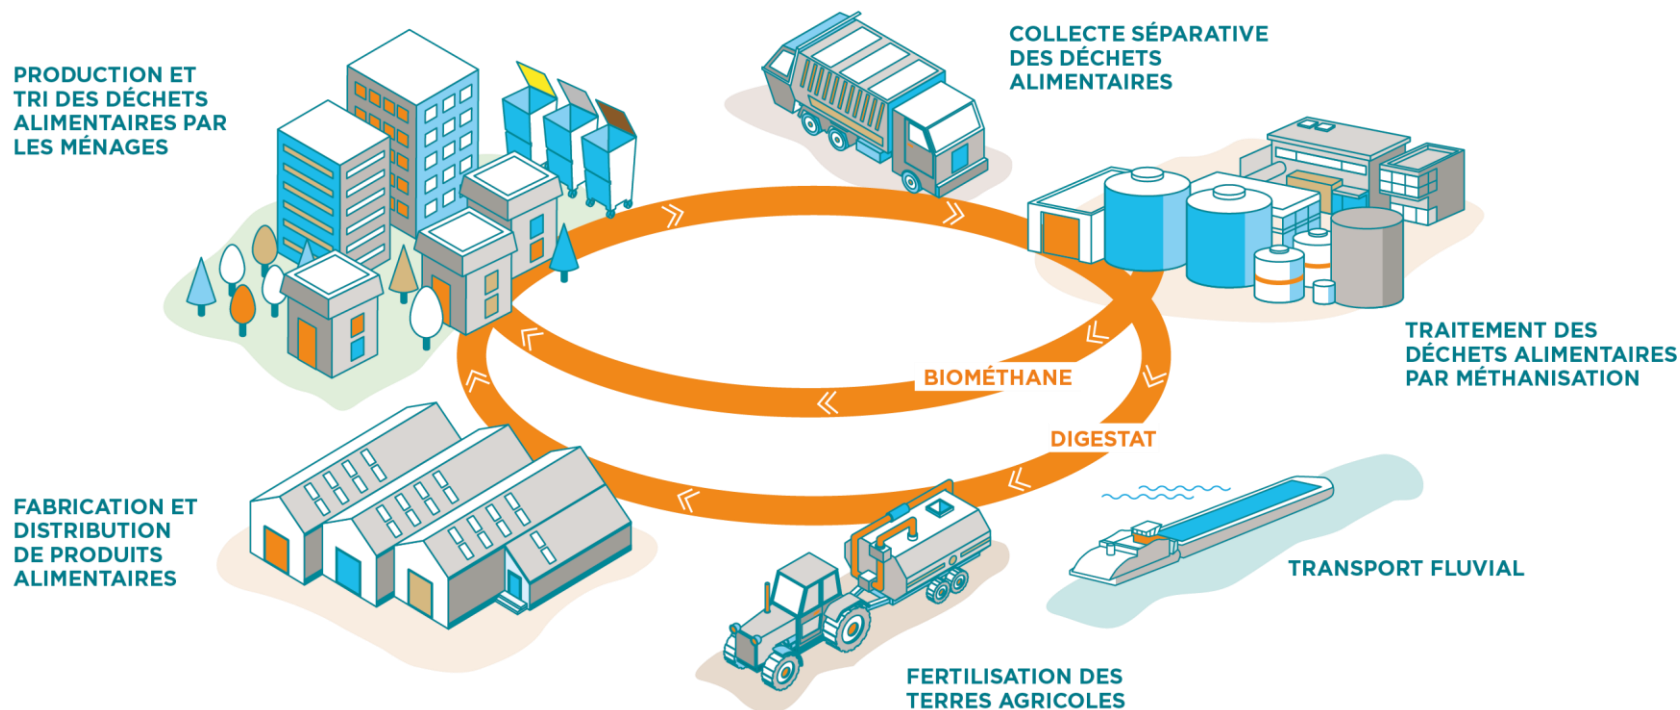 PRODUCTION ET
TRI DES DÉCHETS
ALIMENTAIRES PAR
LES MÉNAGES
COLLECTE SÉPARATIVE
DES DÉCHETS
ALIMENTAIRES
TRAITEMENT DES
DÉCHETS ALIMENTAIRES
PAR MÉTHANISATION
BIOMÉTHANE
DIGESTAT
TRANSPORT FLUVIAL
FERTILISATION DES
TERRES AGRICOLES
FABRICATION ET
DISTRIBUTION
DE PRODUITS
ALIMENTAIRES